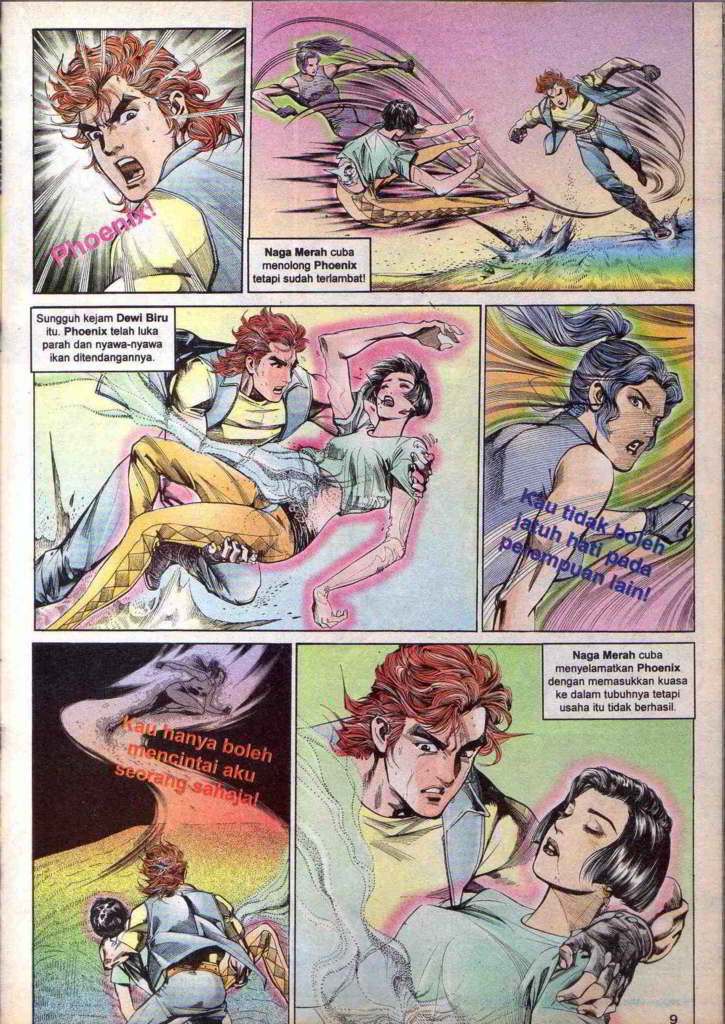 Phoenix!
Naga Merah cuba
menolong Phoenix
tetapi sudah terlambat!
Sungguh kejam Dewi Biru
itu. Phoenix telah luka
parah dan nyawa-nyawa
ikan ditendangannya.
Kau tidak boleh
jatuh hati pada
perempuan lain!
Kau hanya boleh
mencintai aku
seorang sahaja!
Naga Merah cuba
menyelamatkan Phoenix
dengan memasukkan kuasa
ke dalam tubuhnya tetapi
usaha itu tidak berhasil.
9